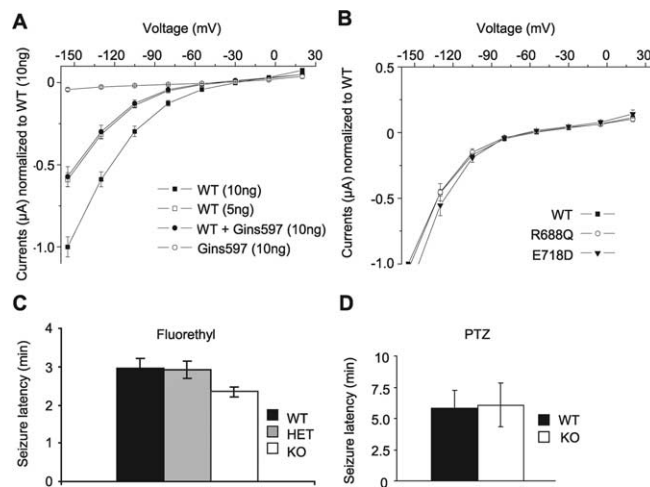 A
Voltage (mV)
-150 -120 -90 -60 -30 0 30
Currents (µA) normalized to WT (10ng)
0
-0.5
-1.0
WT (10ng)
WT (5ng)
WT + Gins597 (10ng)
Gins597 (10ng)
B
Voltage (mV)
-150 -120 -90 -60 -30 0 30
Currents (µA) normalized to WT
0.5
0
-0.5
-1.0
WT
R688Q
E718D
C
Fluorethyl
Seizure latency (min)
4
3
2
1
0
WT
HET
KO
D
PTZ
Seizure latency (min)
10
7.5
5.0
2.5
0
WT
KO